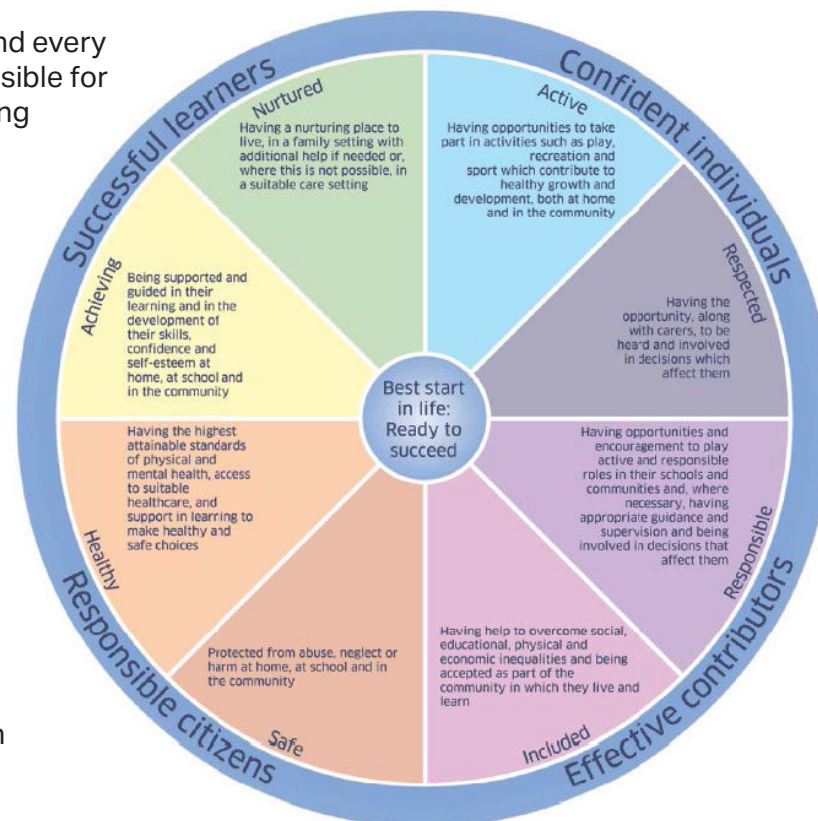 nd every
sible for
ng
n
Successful learners
Confident individuals
Nurtured
Having a nurturing place to
live, in a family setting with
additional help if needed or,
where this is not possible, in
a suitable care setting
Active
Having opportunities to take
part in activities such as play,
recreation and
sport which contribute to
healthy growth and
development, both at home
and in the community
Achieving
Being supported and
guided in their
learning and in the
development of
their skills,
confidence and
self-esteem at
home, at school and
in the community
Respected
Having the
opportunity, along
with carers, to be
heard and involved
in decisions which
affect them
Best start
in life:
Ready to
succeed
Healthy
Having the highest
attainable standards
of physical and
mental health, access
to suitable
healthcare, and
support in learning to
make healthy and
safe choices
Responsible
Having opportunities and
encouragement to play
active and responsible
roles in their schools and
communities and, where
necessary, having
appropriate guidance and
supervision and being
involved in decisions that
affect them
Safe
Protected from abuse, neglect or
harm at home, at school and in
the community
Included
Having help to overcome social,
educational, physical and
economic inequalities and being
accepted as part of the
community in which they live and
learn
Responsible citizens
Effective contributors